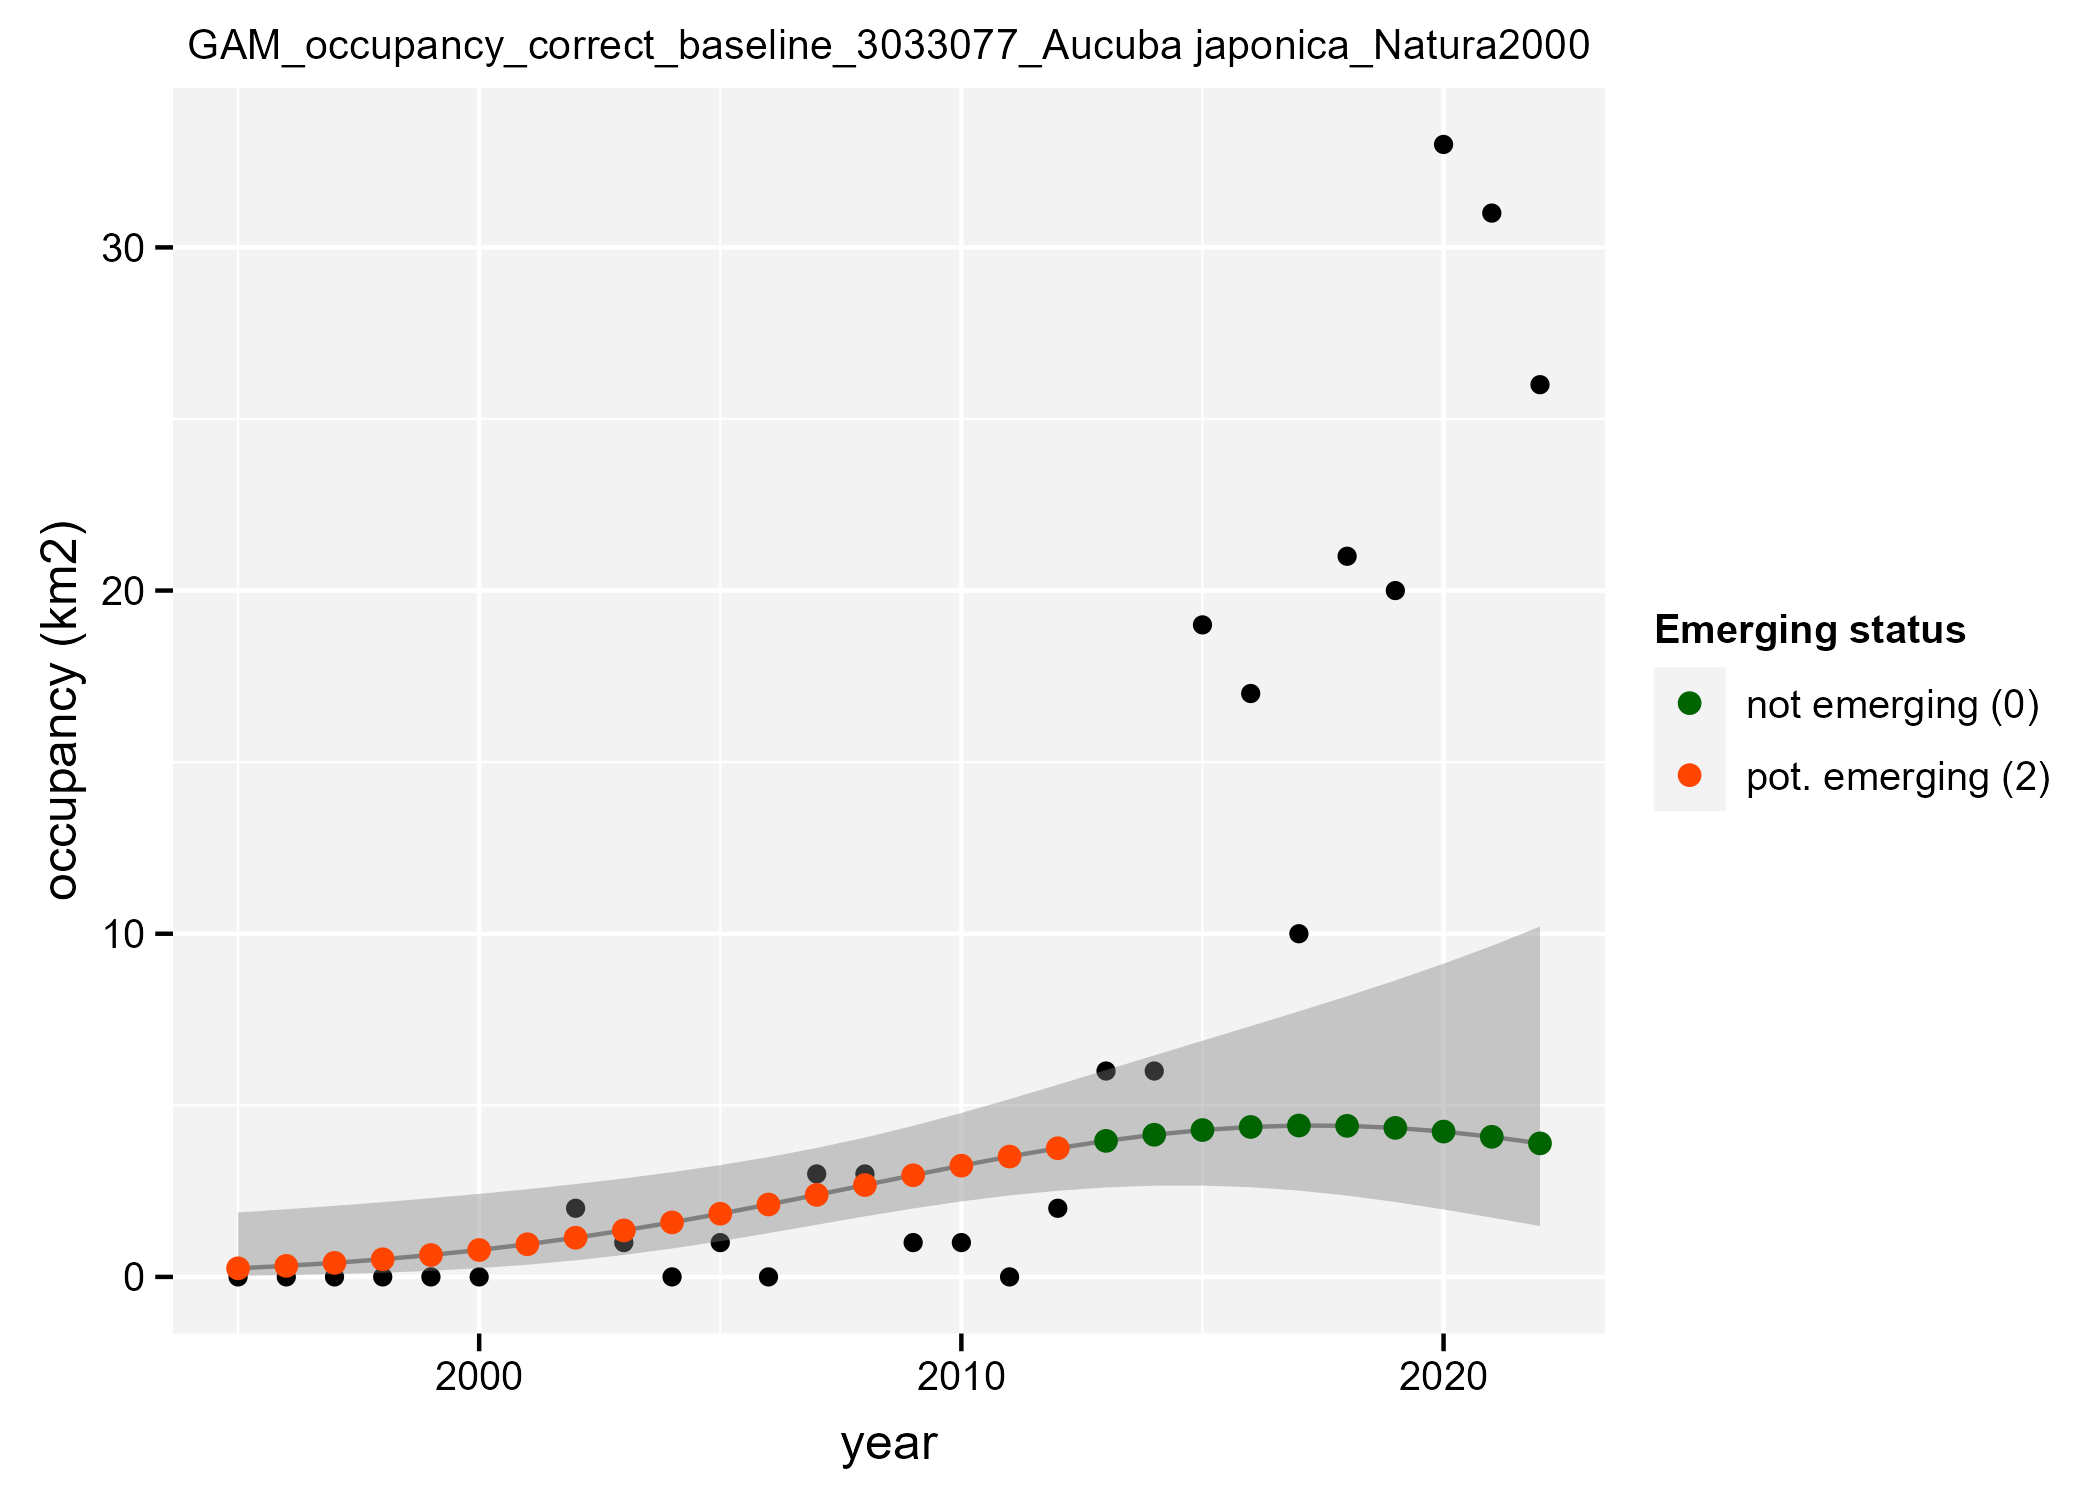 GAM_occupancy_correct_baseline_3033077_Aucuba japonica_Natura2000
occupancy (km2)
30
20
10
0
2000
2010
2020
year
Emerging status
not emerging (0)
pot. emerging (2)